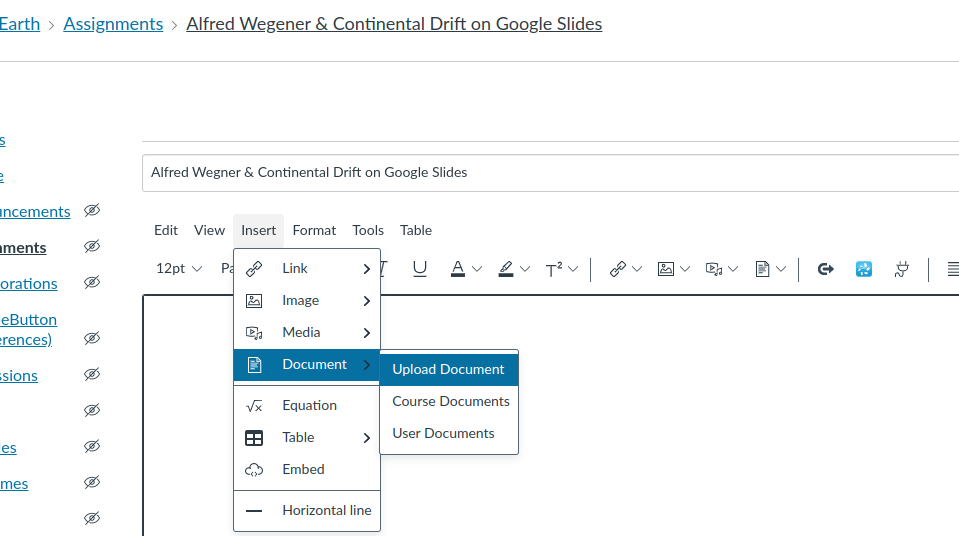 Earth > Assignments > Alfred Wegener & Continental Drift on Google Slides
Alfred Wegner & Continental Drift on Google Slides
Edit View Insert Format Tools Table
12pt
Link
Image
Media
Document
Upload Document
Course Documents
User Documents
Equation
Table
Embed
Horizontal line
s
e
uncements
nments
orations
eButton
erences)
ssions
es
mes